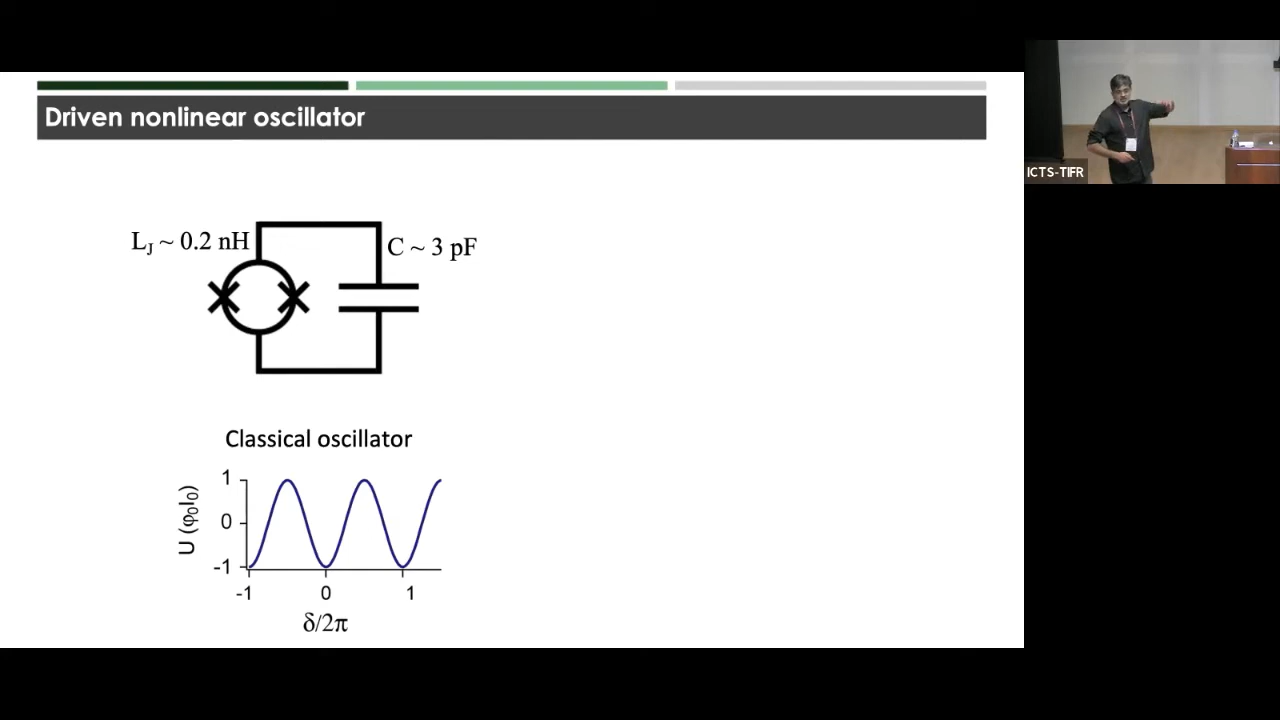 Driven nonlinear oscillator
L_J ~ 0.2 nH
C ~ 3 pF
Classical oscillator
U (φ₀I₀)
1
0
-1
-1 0 1
δ/2π
ICTS-TIFR